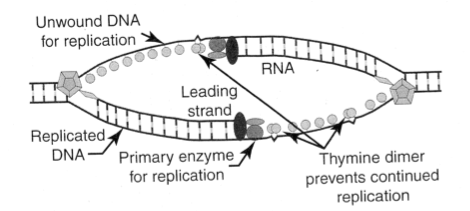 Unwound DNA
for replication
RNA
Leading
strand
Replicated
DNA
Primary enzyme
for replication
Thymine dimer
prevents continued
replication